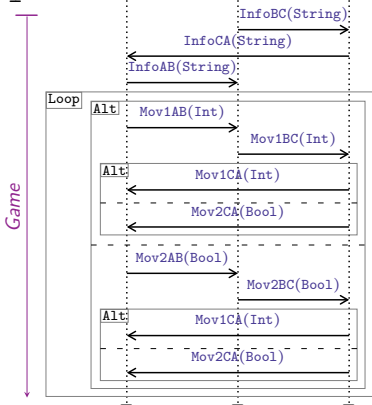 InfoBC(String)
InfoCA(String)
InfoAB(String)
Loop
Alt
Mov1AB(Int)
Mov1BC(Int)
Alt
Mov1CA(Int)
Mov2CA(Bool)
Game
Mov2AB(Bool)
Mov2BC(Bool)
Alt
Mov1CA(Int)
Mov2CA(Bool)